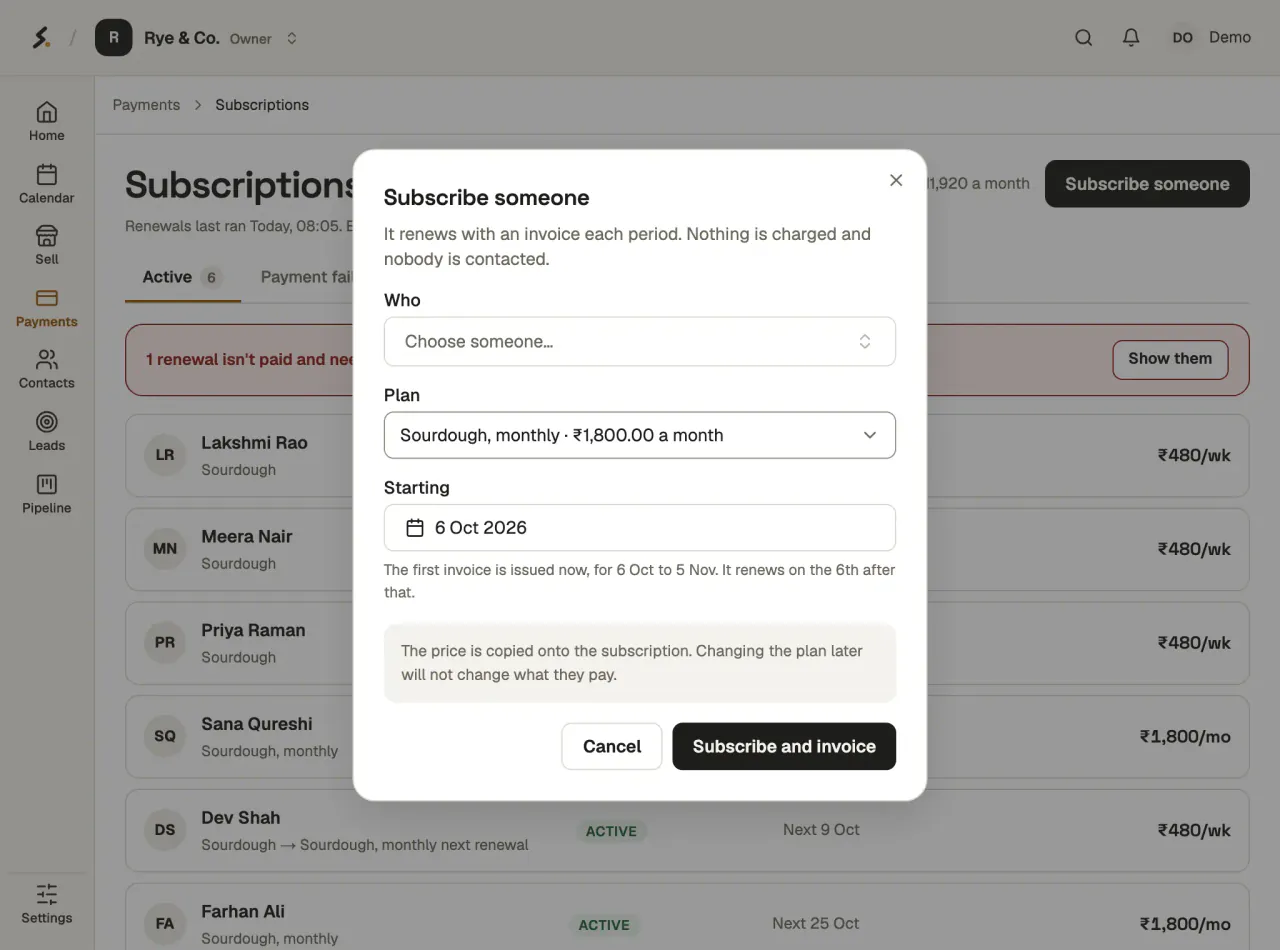 / R Rye & Co. Owner DO Demo
Home
Calendar
Sell
Payments
Contacts
Leads
Pipeline
Settings
Payments > Subscriptions
Subscriptions
1,920 a month
Subscribe someone
Renewals last ran Today, 08:05.
Active 6 Payment fai
1 renewal isn't paid and nee
Show them
LR Lakshmi Rao ₹480/wk
Sourdough
MN Meera Nair ₹480/wk
Sourdough
PR Priya Raman ₹480/wk
Sourdough
SQ Sana Qureshi ₹1,800/mo
Sourdough, monthly
DS Dev Shah ACTIVE Next 9 Oct ₹480/wk
Sourdough → Sourdough, monthly next renewal
FA Farhan Ali ACTIVE Next 25 Oct ₹1,800/mo
Sourdough, monthly
Subscribe someone
It renews with an invoice each period. Nothing is charged and
nobody is contacted.
Who
Choose someone...
Plan
Sourdough, monthly · ₹1,800.00 a month
Starting
6 Oct 2026
The first invoice is issued now, for 6 Oct to 5 Nov. It renews on the 6th after
that.
The price is copied onto the subscription. Changing the plan later
will not change what they pay.
Cancel
Subscribe and invoice